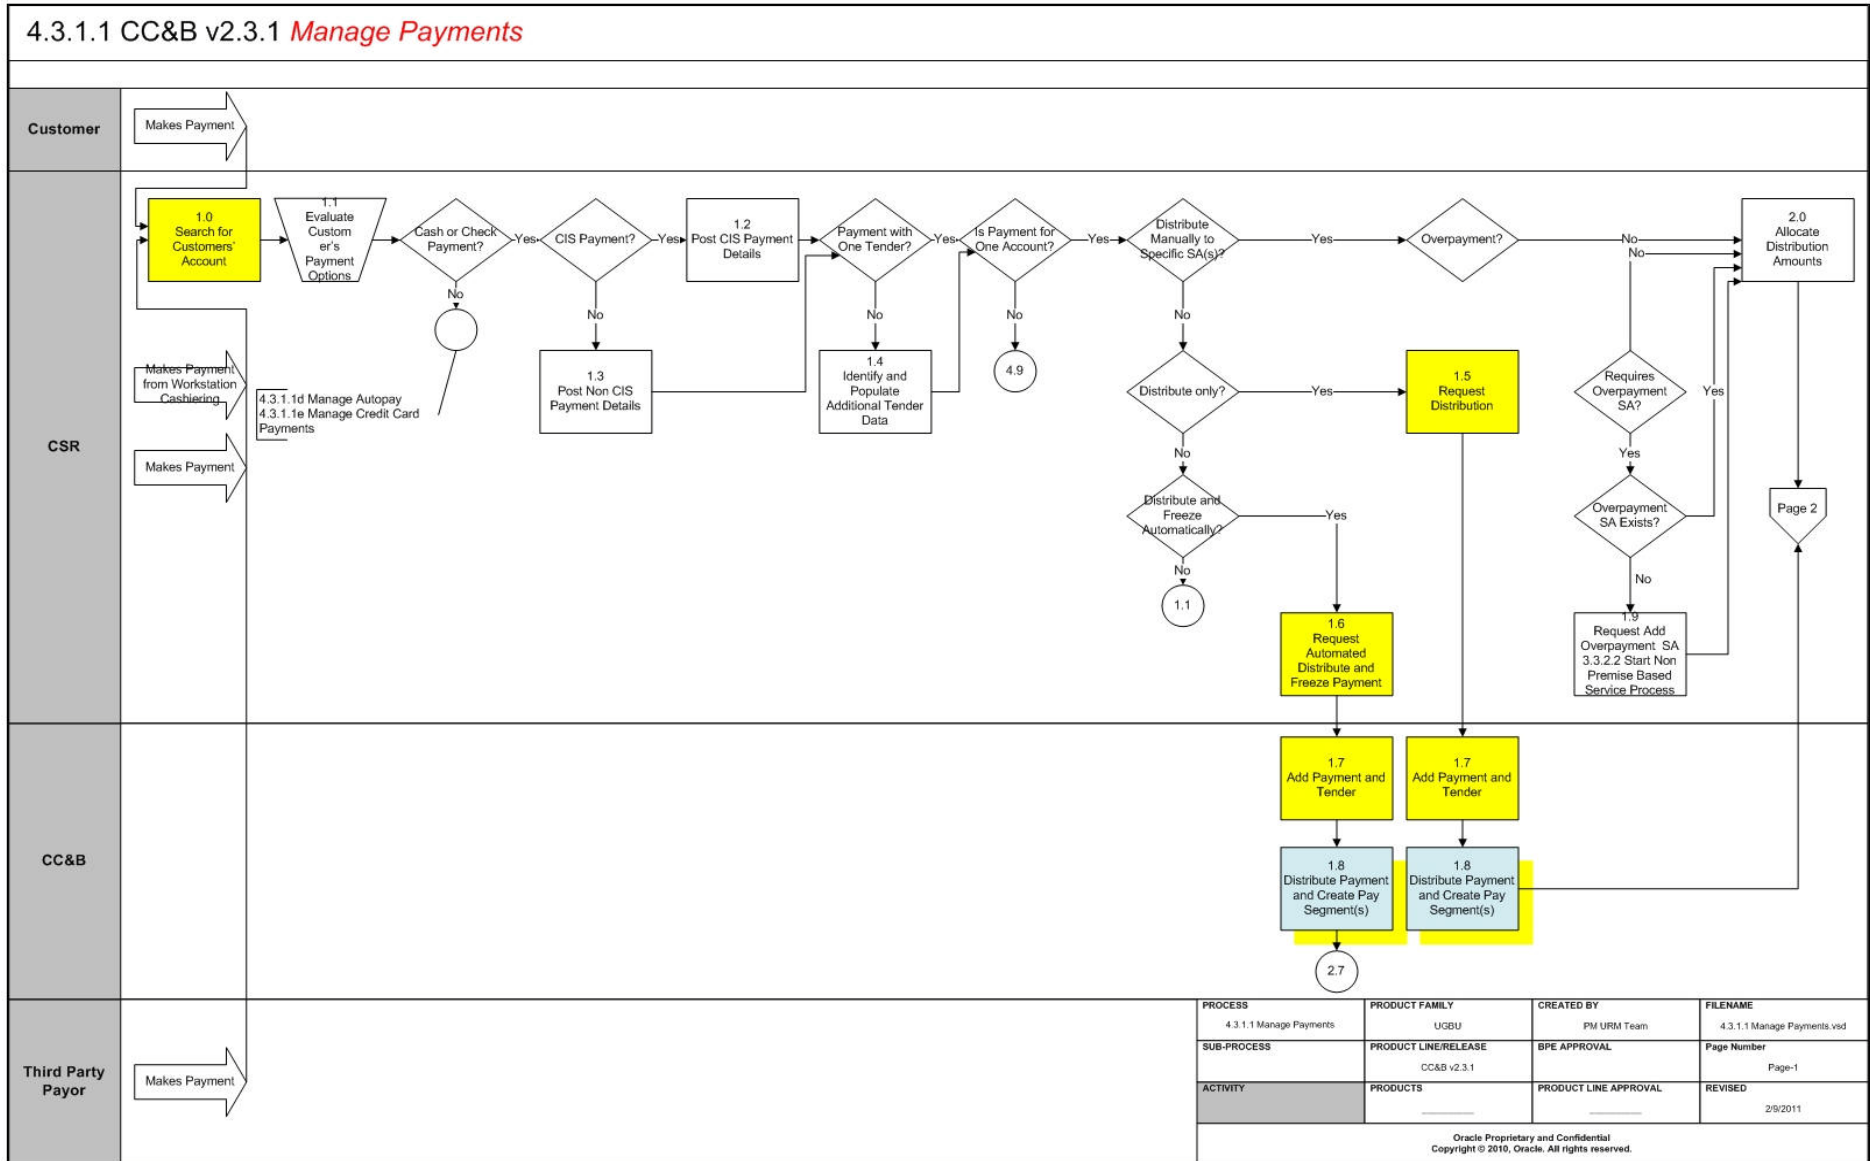 4.3.1.1 CC&B v2.3.1 Manage Payments
Customer
Makes Payment
CSR
1.0
Search for
Customers'
Account
1.1
Evaluate
Custom
er's
Payment
Options
Cash or Check
Payment?
Yes
No
CIS Payment?
Yes
No
1.2
Post CIS Payment
Details
1.3
Post Non CIS
Payment Details
Payment with
One Tender?
Yes
No
1.4
Identify and
Populate
Additional Tender
Data
Is Payment for
One Account?
Yes
No
4.9
Distribute
Manually to
Specific SA(s)?
Yes
No
Overpayment?
No
No
2.0
Allocate
Distribution
Amounts
Makes Payment
from Workstation
Cashiering
4.3.1.1d Manage Autopay
4.3.1.1e Manage Credit Card
Payments
Makes Payment
Distribute only?
Yes
No
1.5
Request
Distribution
Requires
Overpayment
SA?
Yes
Yes
Distribute and
Freeze
Automatically?
Yes
No
1.1
Overpayment
SA Exists?
No
Page 2
1.6
Request
Automated
Distribute and
Freeze Payment
1.9
Request Add
Overpayment SA
3.3.2.2 Start Non
Premise Based
Service Process
CC&B
1.7
Add Payment and
Tender
1.7
Add Payment and
Tender
1.8
Distribute Payment
and Create Pay
Segment(s)
1.8
Distribute Payment
and Create Pay
Segment(s)
2.7
Third Party
Payor
Makes Payment
PROCESS
4.3.1.1 Manage Payments
PRODUCT FAMILY
UGBU
CREATED BY
PM URM Team
FILENAME
4.3.1.1 Manage Payments.vsd
SUB-PROCESS
PRODUCT LINE/RELEASE
CC&B v2.3.1
BPE APPROVAL
Page Number
Page-1
ACTIVITY
PRODUCTS
PRODUCT LINE APPROVAL
REVISED
2/9/2011
Oracle Proprietary and Confidential
Copyright © 2010, Oracle. All rights reserved.